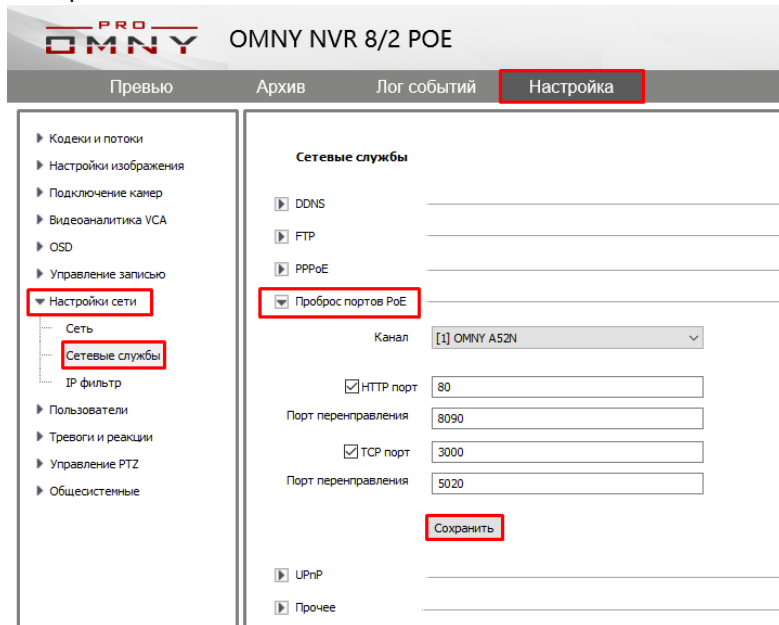 PRO
OMNY
OMNY NVR 8/2 POE
Превью Архив Лог событий Настройка
Кодеки и потоки
Настройки изображения
Подключение камер
Видеоаналитика VCA
OSD
Управление записью
Настройки сети
Сеть
Сетевые службы
IP фильтр
Пользователи
Тревоги и реакции
Управление PTZ
Общесистемные
Сетевые службы
DDNS
FTP
PPPoE
Проброс портов PoE
Канал [1] OMNY A52N
HTTP порт 80
Порт перенправления 8090
TCP порт 3000
Порт перенправления 5020
Сохранить
UPnP
Прочее